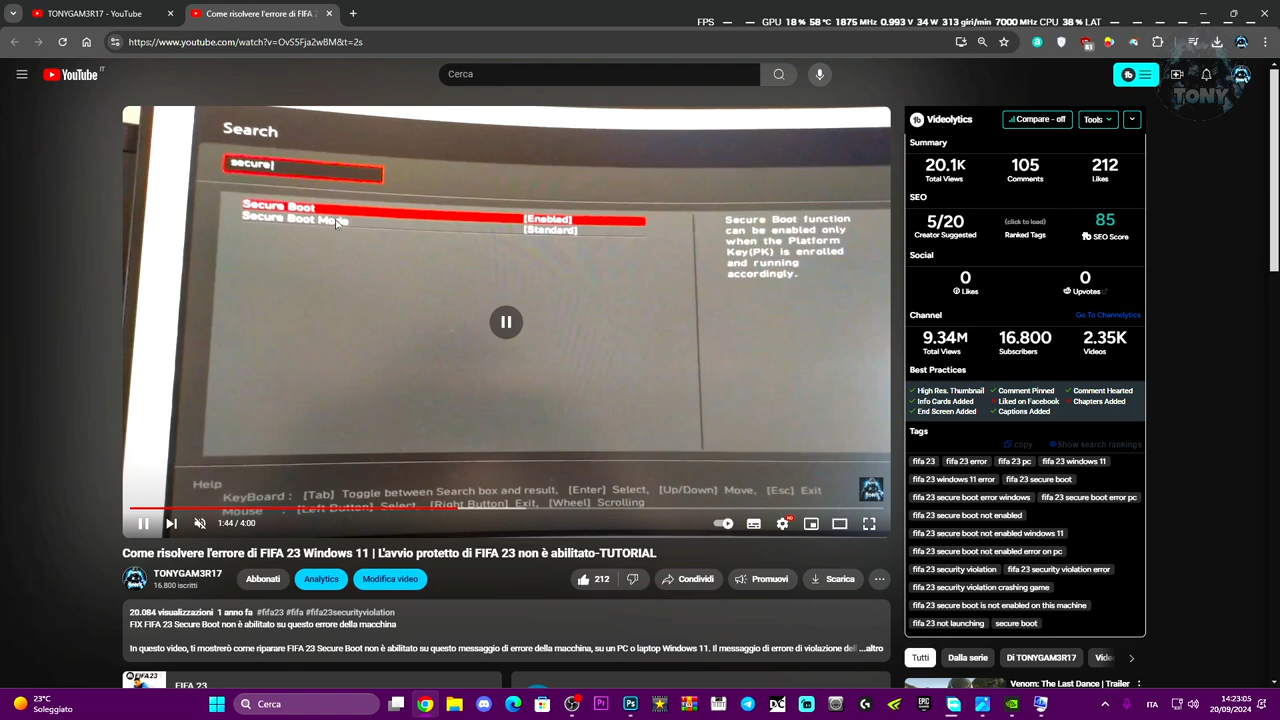 TONYGAM3R17 - YouTube
Come risolvere l'errore di FIFA 2
FPS — — GPU 18 % 58 °C 1875 MHz 0.993 V 34 W 313 giri/min 7000 MHz CPU 38 % LAT
https://www.youtube.com/watch?v=OvS5Fja2wBM&t=2s
81
YouTube IT
Cerca
TONY
Search
secure
Secure Boot [Enabled]
Secure Boot Mode [Standard]
Secure Boot function
can be enabled only
when the Platform
Key(PK) is enrolled
and running
accordingly.
Help
KeyBoard : [Tab] Toggle between Search box and result, [Enter] Select, [Up/Down] Move, [Esc] Exit
Mouse : [Left Button] Select, [Right Button] Exit, [Wheel] Scrolling
1:44 / 4:00
HD
Videolytics
Compare - off
Tools
Summary
20.1K 105 212
Total Views Comments Likes
SEO
5/20 (click to load) 85
Creator Suggested Ranked Tags SEO Score
Social
0 0
Likes Upvotes
Channel Go To Channelytics
9.34M 16.800 2.35K
Total Views Subscribers Videos
Best Practices
High Res. Thumbnail Comment Pinned Comment Hearted
Info Cards Added Liked on Facebook Chapters Added
End Screen Added Captions Added
Tags
copy Show search rankings
fifa 23 fifa 23 error fifa 23 pc fifa 23 windows 11
fifa 23 windows 11 error fifa 23 secure boot
fifa 23 secure boot error windows fifa 23 secure boot error pc
fifa 23 secure boot not enabled
fifa 23 secure boot not enabled windows 11
fifa 23 secure boot not enabled error on pc
fifa 23 security violation fifa 23 security violation error
fifa 23 security violation crashing game
fifa 23 secure boot is not enabled on this machine
fifa 23 not launching secure boot
Come risolvere l'errore di FIFA 23 Windows 11 | L'avvio protetto di FIFA 23 non è abilitato-TUTORIAL
TONYGAM3R17
16.800 iscritti
Abbonati
Analytics
Modifica video
212
Condividi
Promuovi
Scarica
20.084 visualizzazioni 1 anno fa #fifa23 #fifa #fifa23securityviolation
FIX FIFA 23 Secure Boot non è abilitato su questo errore della macchina
In questo video, ti mostrerò come riparare FIFA 23 Secure Boot non è abilitato su questo messaggio di errore della macchina, su un PC o laptop Windows 11. Il messaggio di errore di violazione dell ...altro
FIFA 23
FIFA 23
Tutti
Dalla serie
Di TONYGAM3R17
Vide
Venom: The Last Dance | Trailer
23°C
Soleggiato
Cerca
Pr
Ps
DC
EPIC GAMES
ITA
14:23:05
20/09/2024